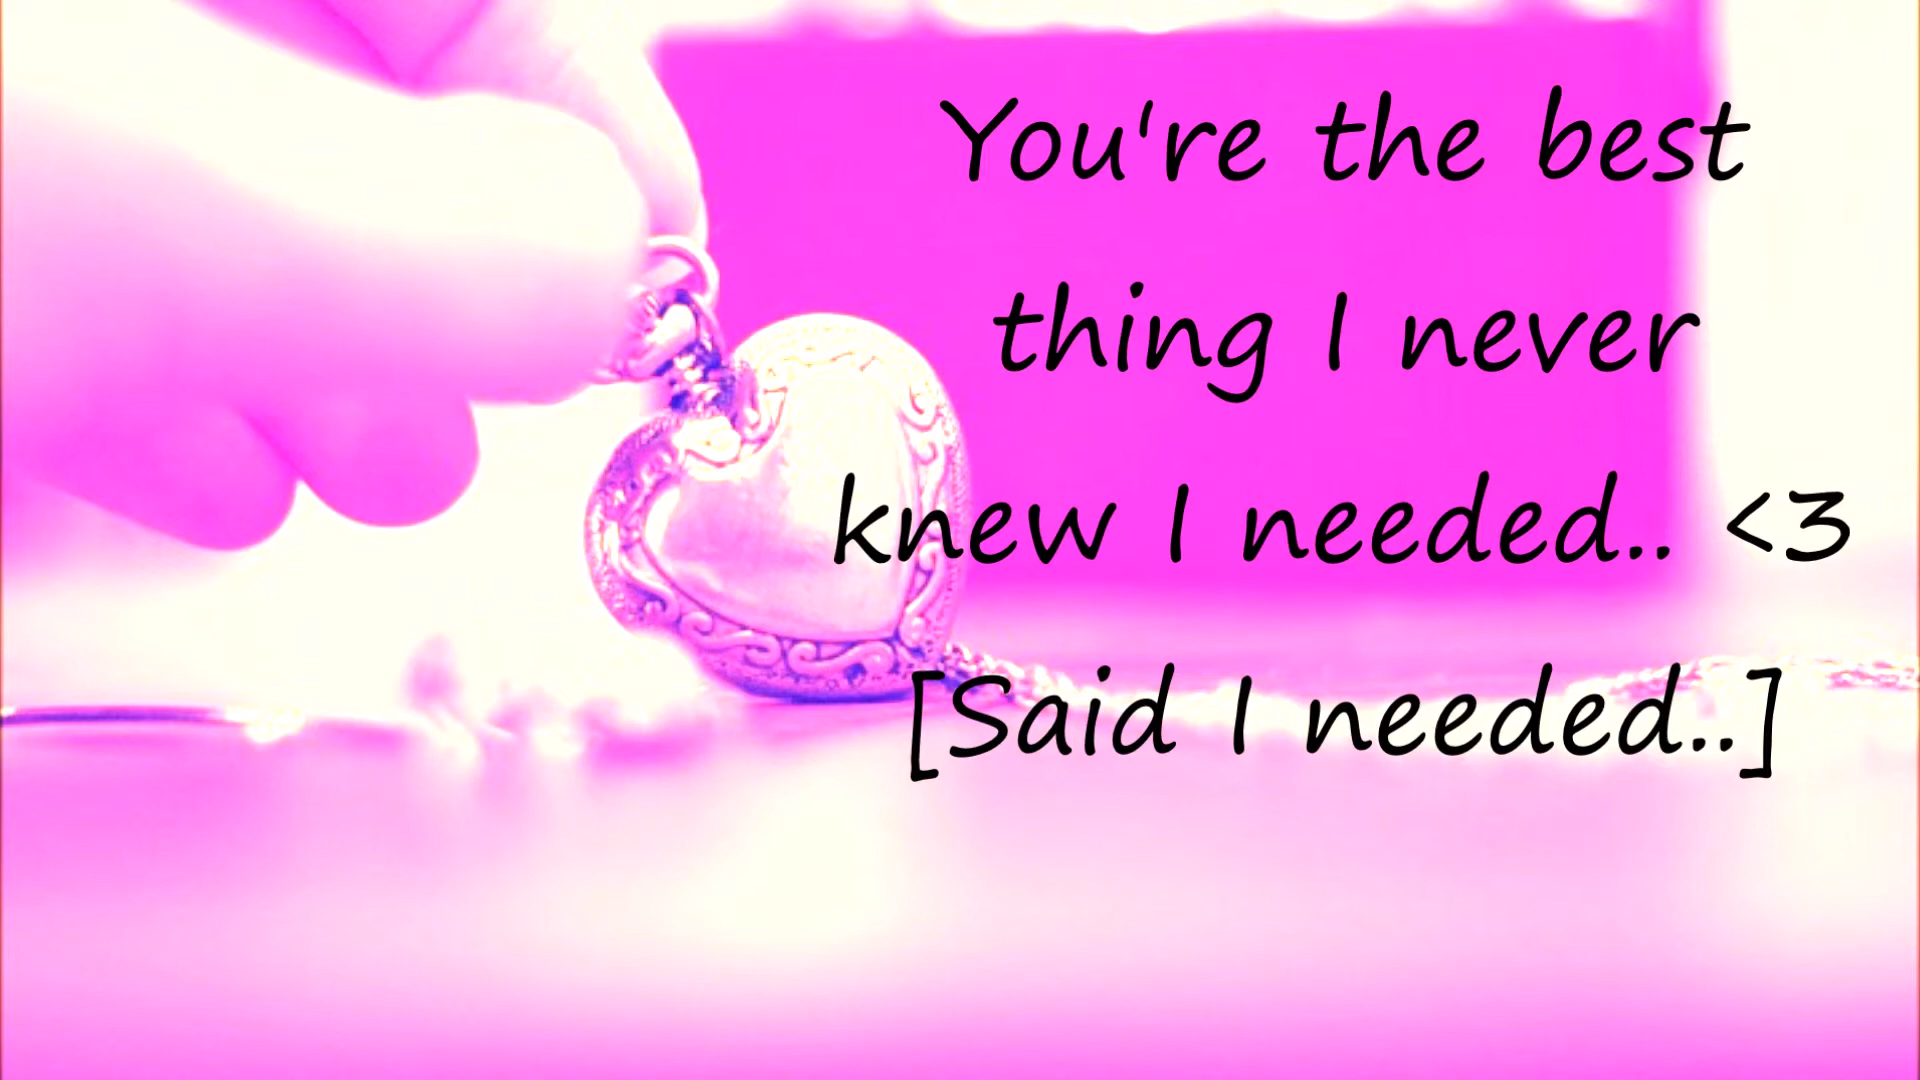 You're the best
thing I never
knew I needed.. <3
[Said I needed..]